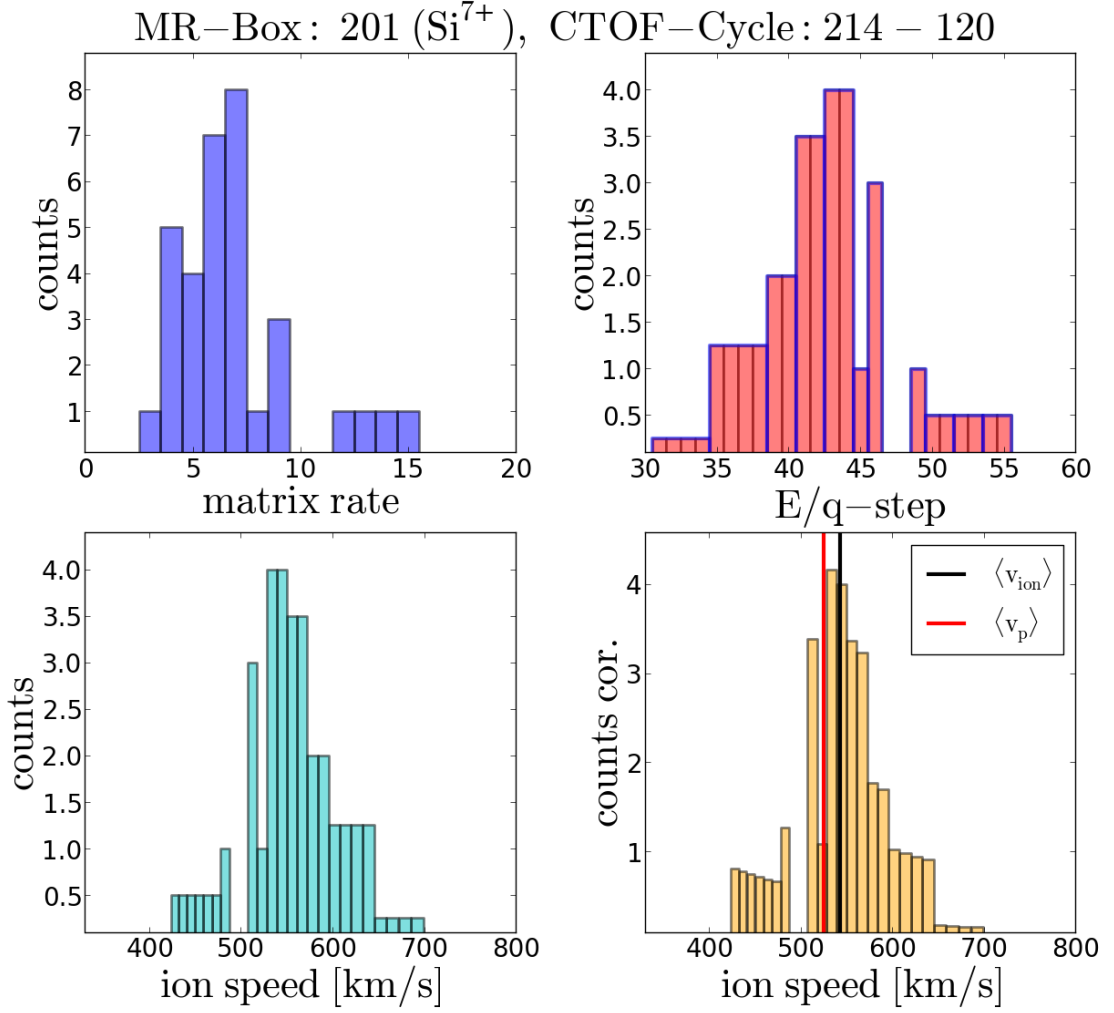 MR−Box: 201 (Si⁷⁺), CTOF−Cycle: 214 − 120
counts
8
7
6
5
4
3
2
1
0 5 10 15 20
matrix rate
counts
4.0
3.5
3.0
2.5
2.0
1.5
1.0
0.5
30 35 40 45 50 55 60
E/q−step
counts
4.0
3.5
3.0
2.5
2.0
1.5
1.0
0.5
400 500 600 700 800
ion speed [km/s]
counts cor.
4
3
2
1
400 500 600 700 800
ion speed [km/s]
⟨v_ion⟩
⟨v_p⟩